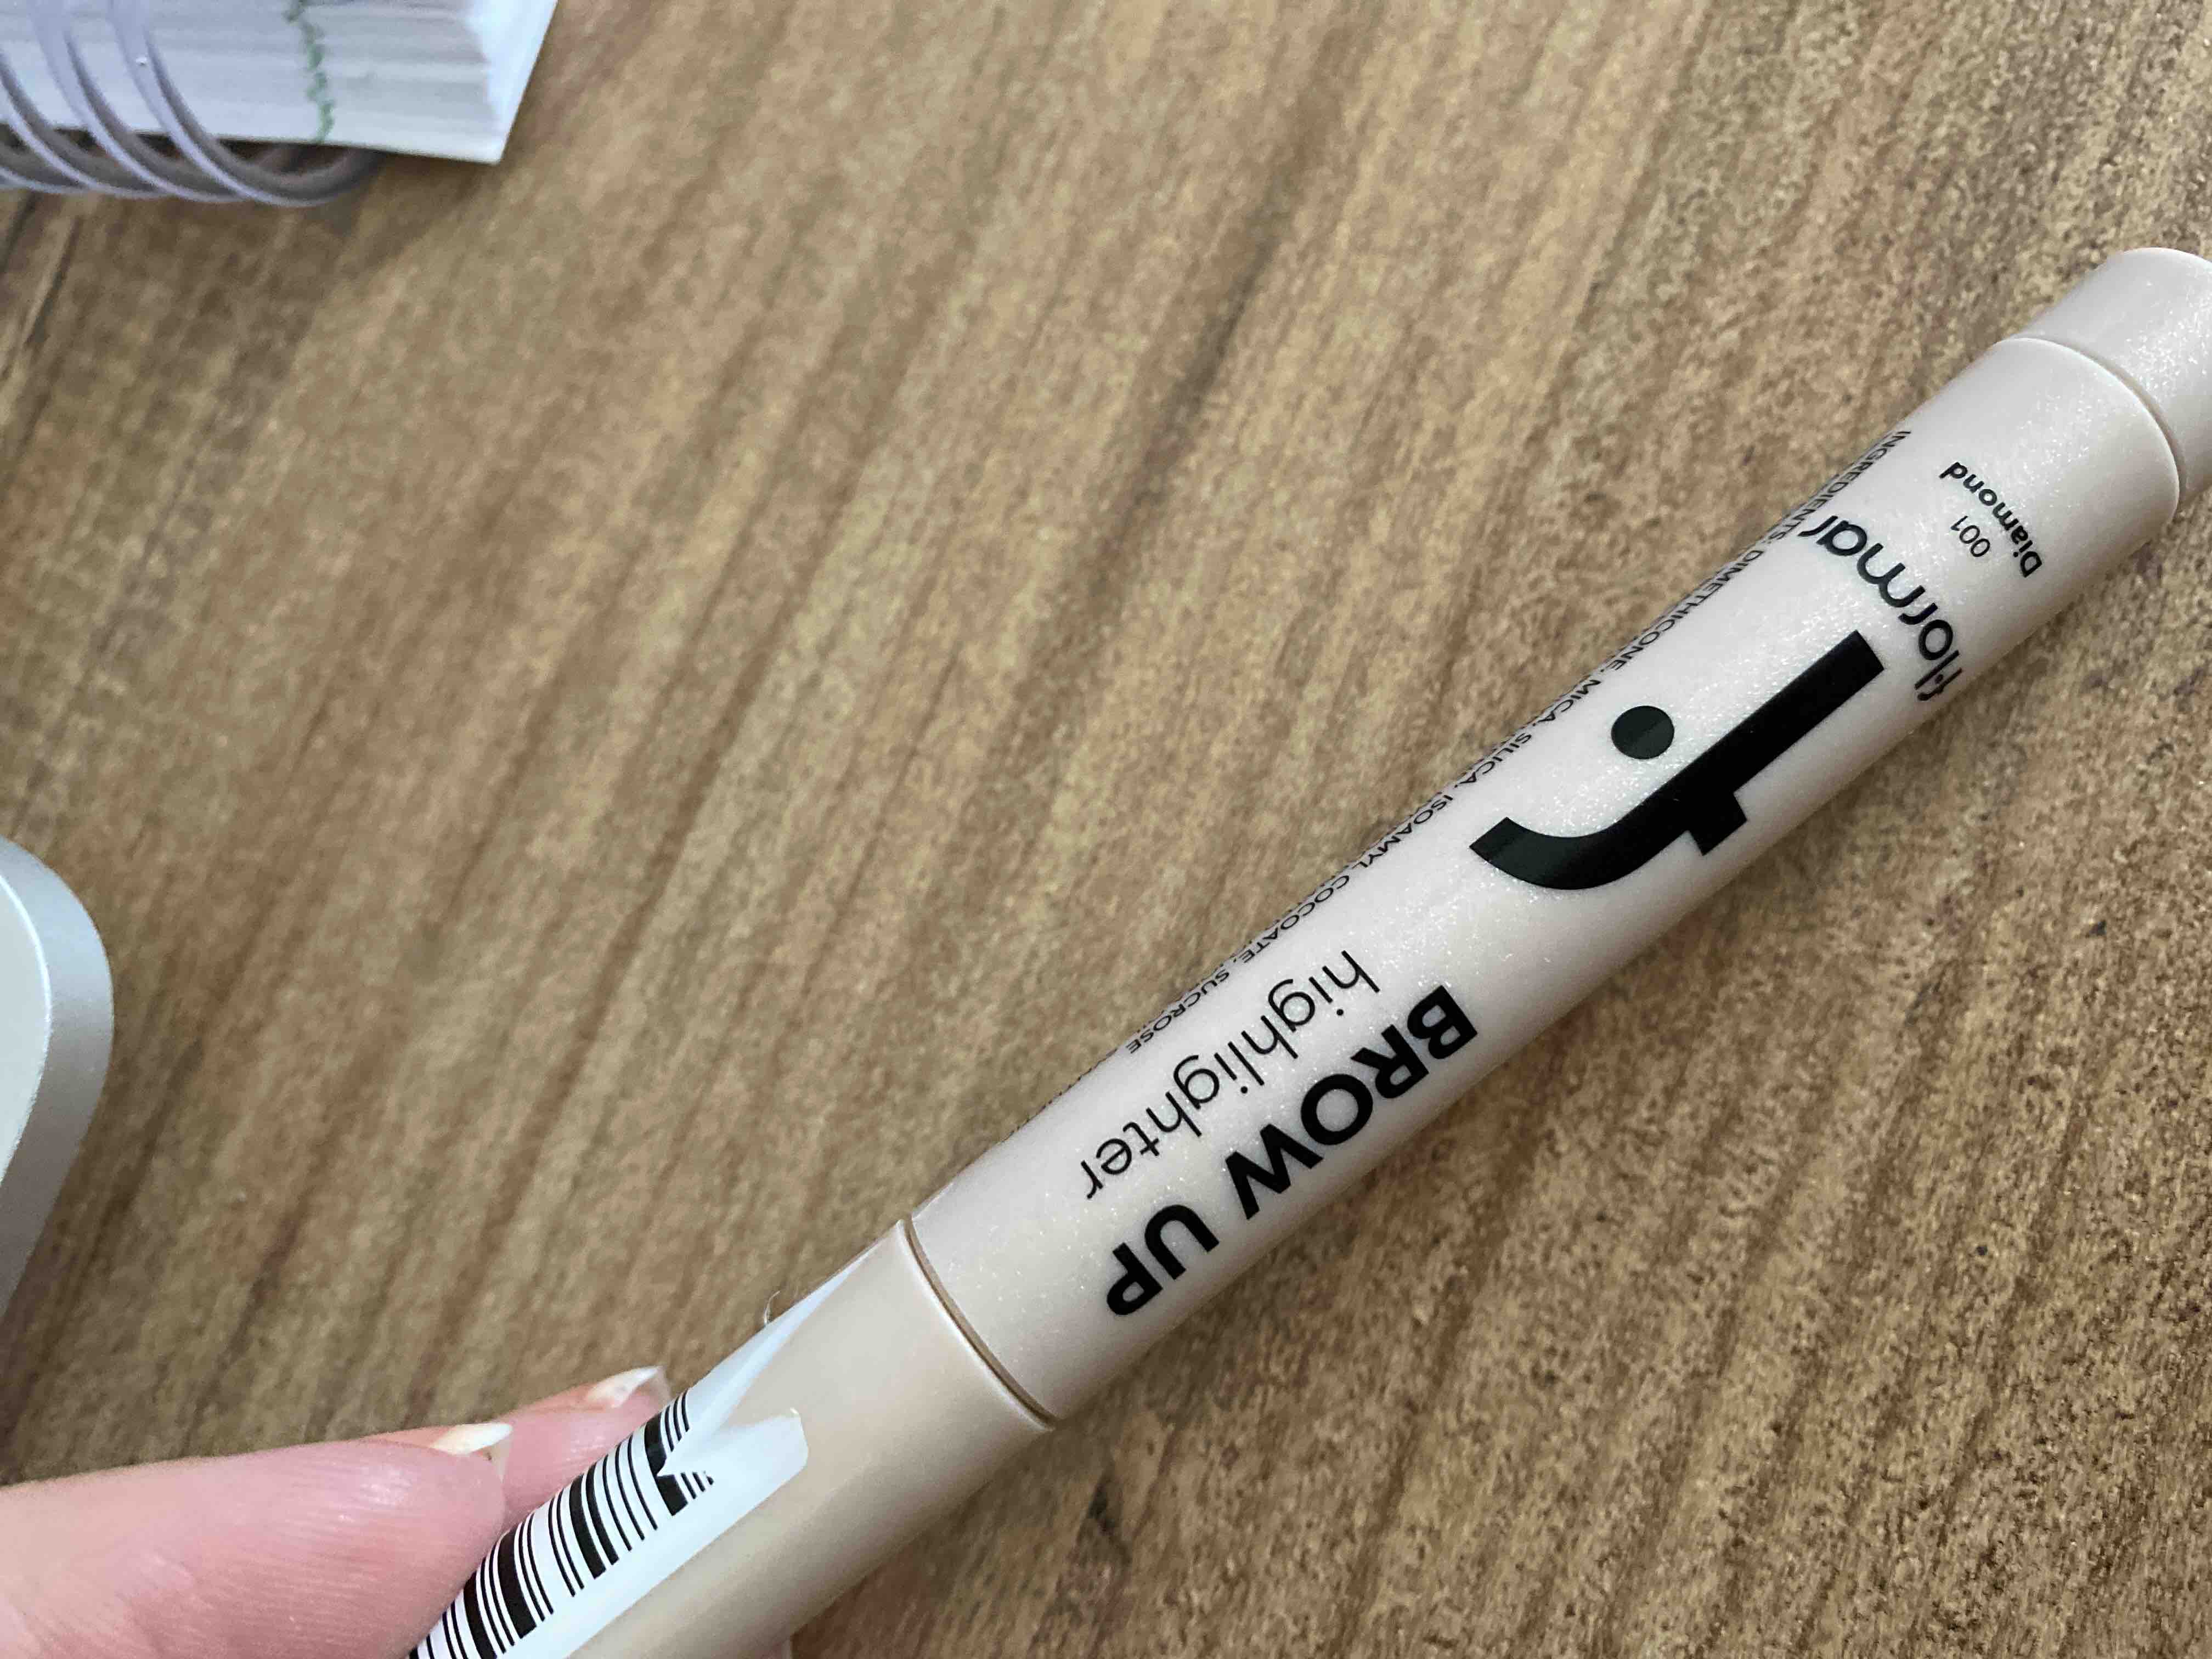 001
Diamond
flormar
f
BROW UP
highlighter
INGREDIENTS: DIMETHICONE, MICA, SILICA, ISOAMYL COCOATE, SUCROSE